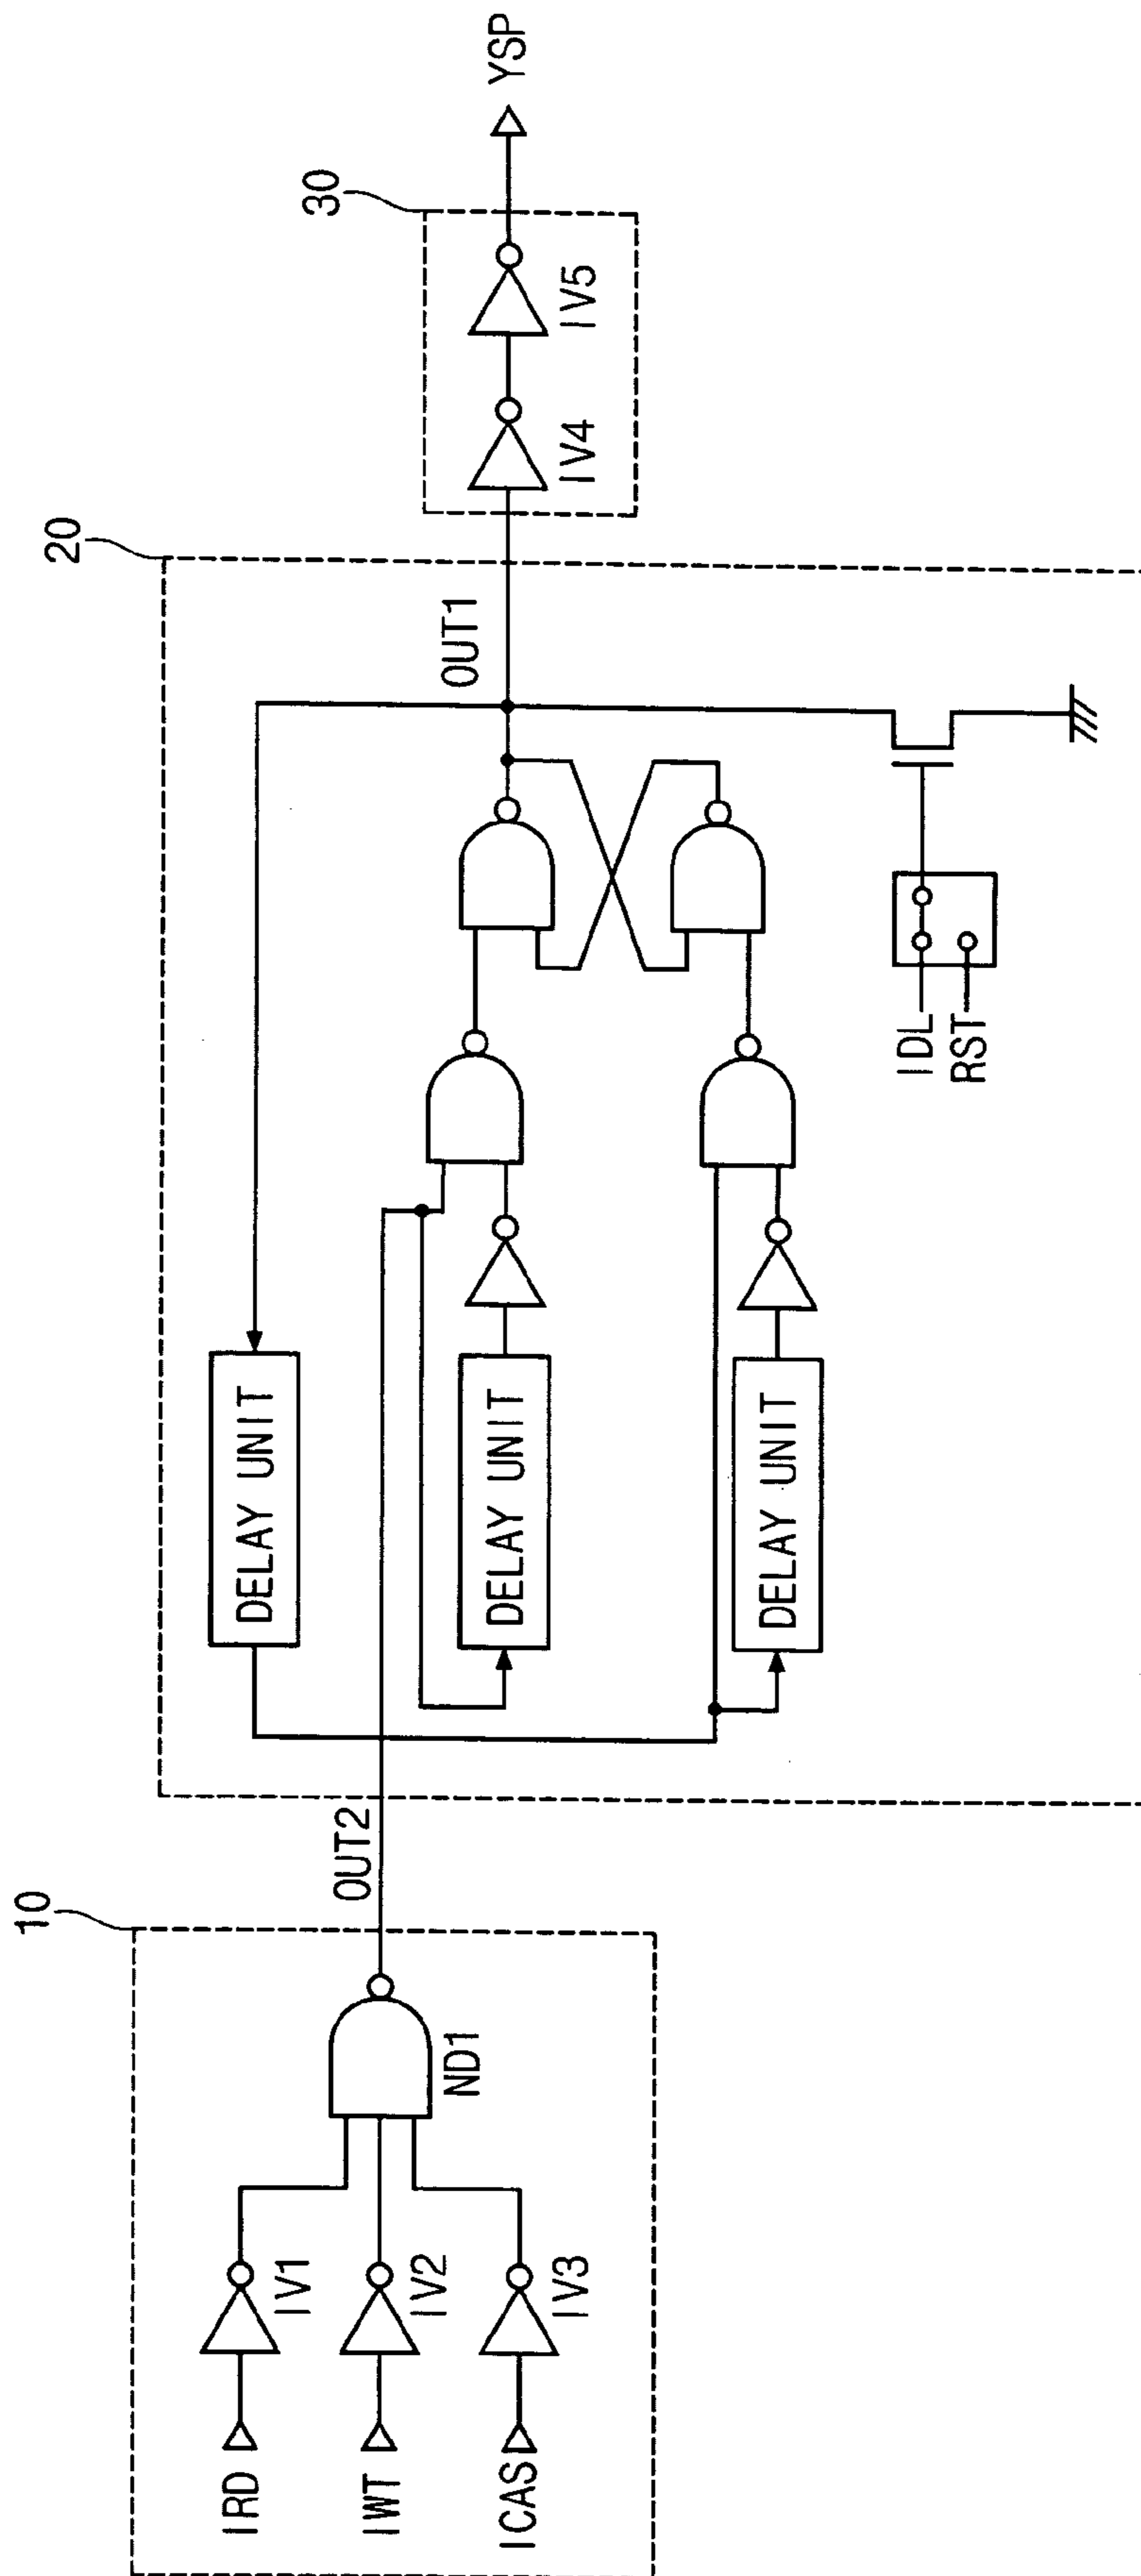 10
IRD
IV1
IWT
IV2
ICAS
IV3
ND1
OUT2
20
DELAY UNIT
DELAY UNIT
DELAY UNIT
OUT1
IDL
RST
30
IV4
IV5
YSP